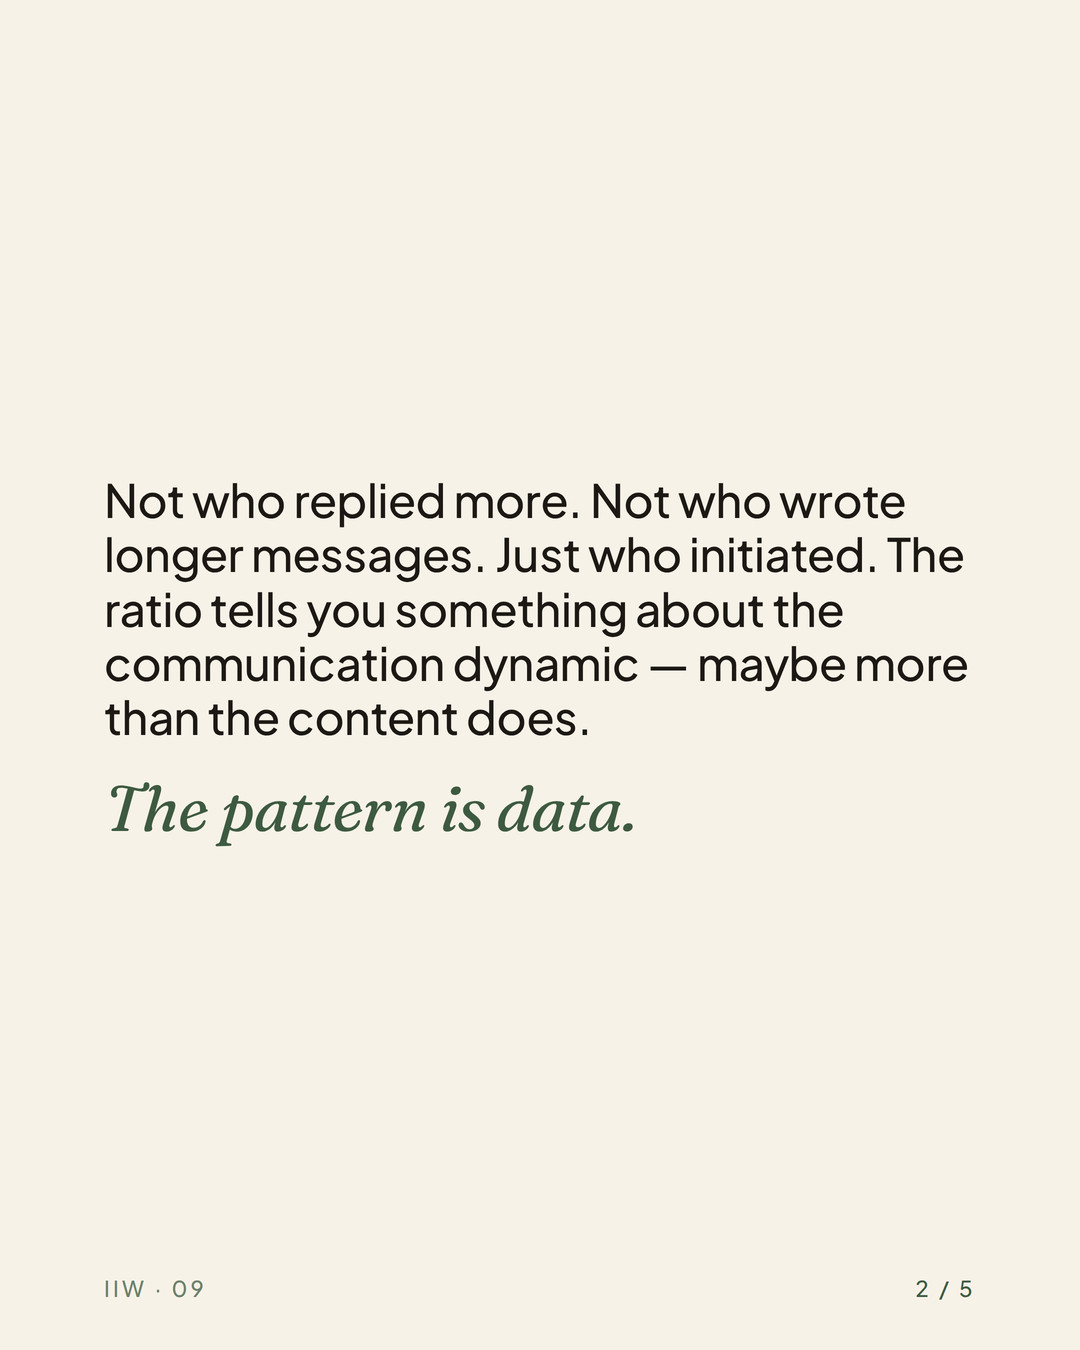 Not who replied more. Not who wrote
longer messages. Just who initiated. The
ratio tells you something about the
communication dynamic — maybe more
than the content does.
The pattern is data.
IIW · 09
2 / 5